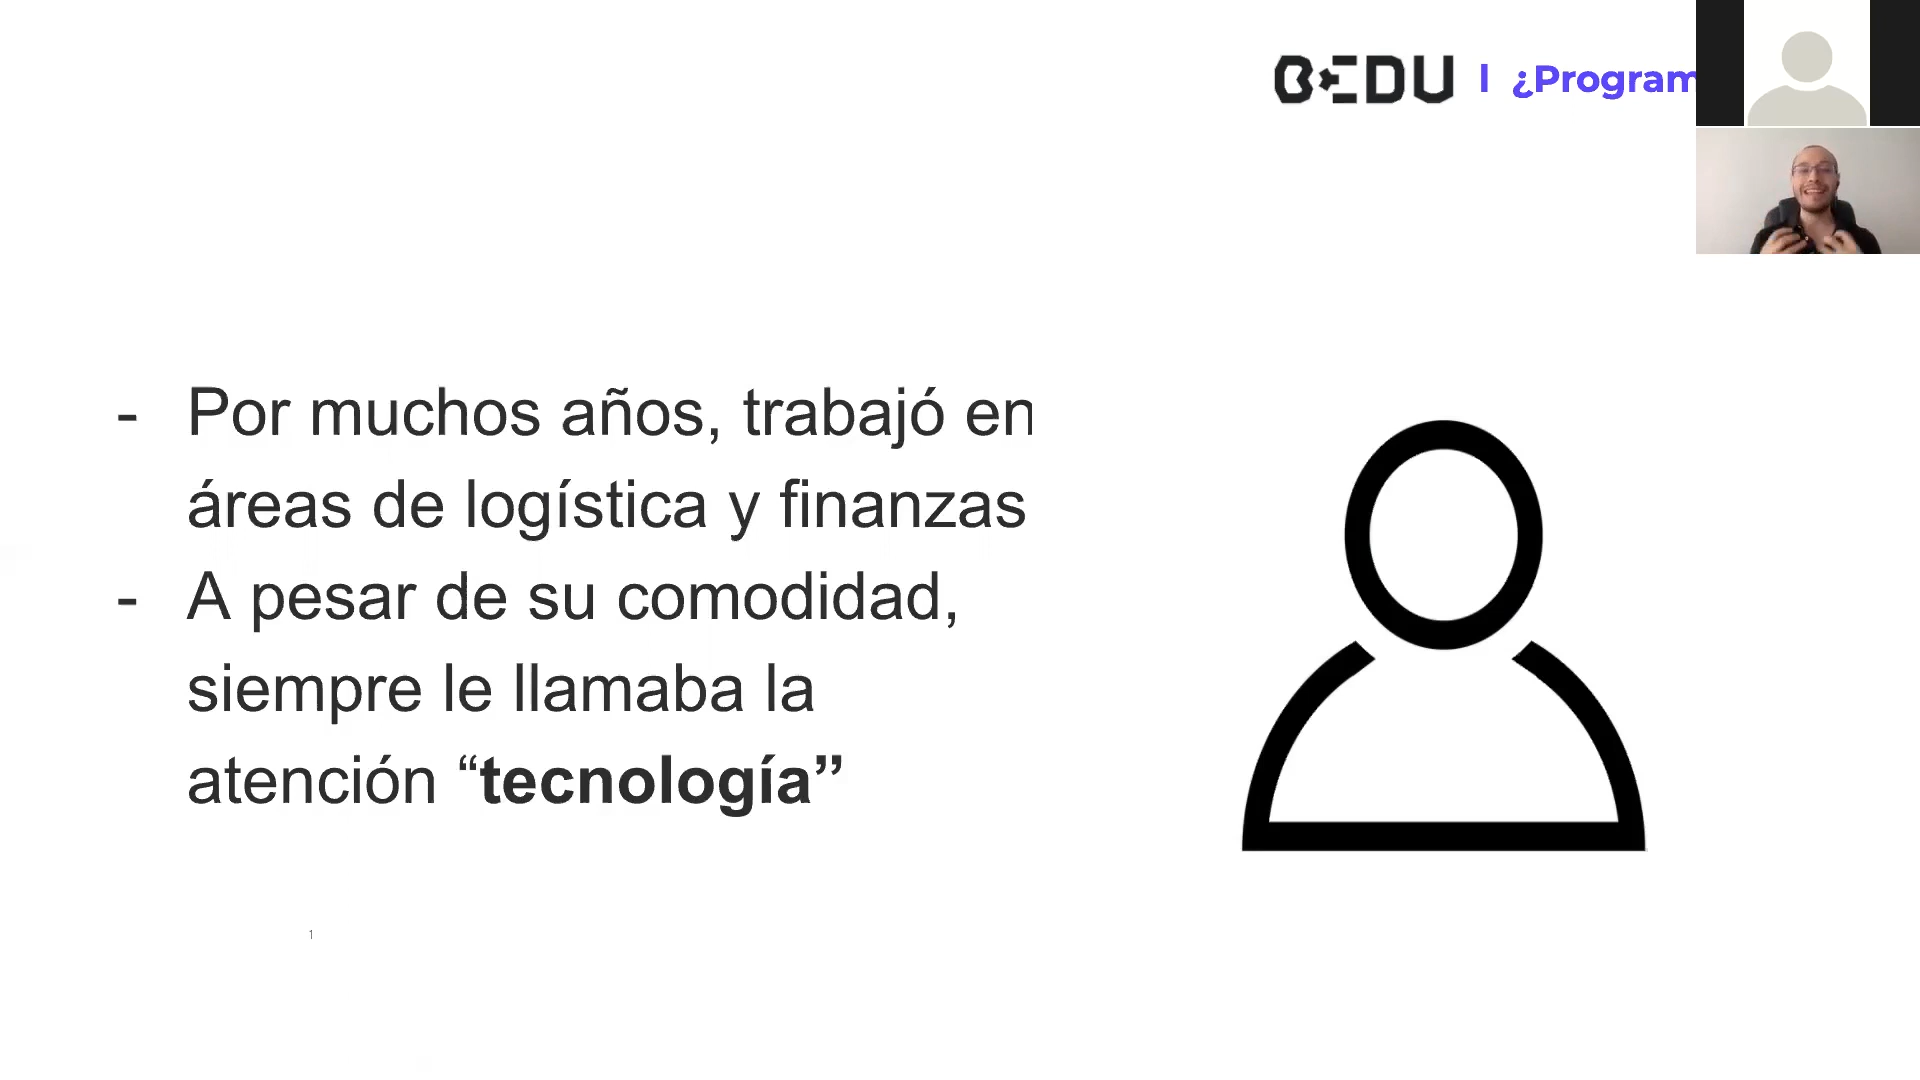 BEDU | ¿Program
- Por muchos años, trabajó en
áreas de logística y finanzas
- A pesar de su comodidad,
siempre le llamaba la
atención “tecnología”
1